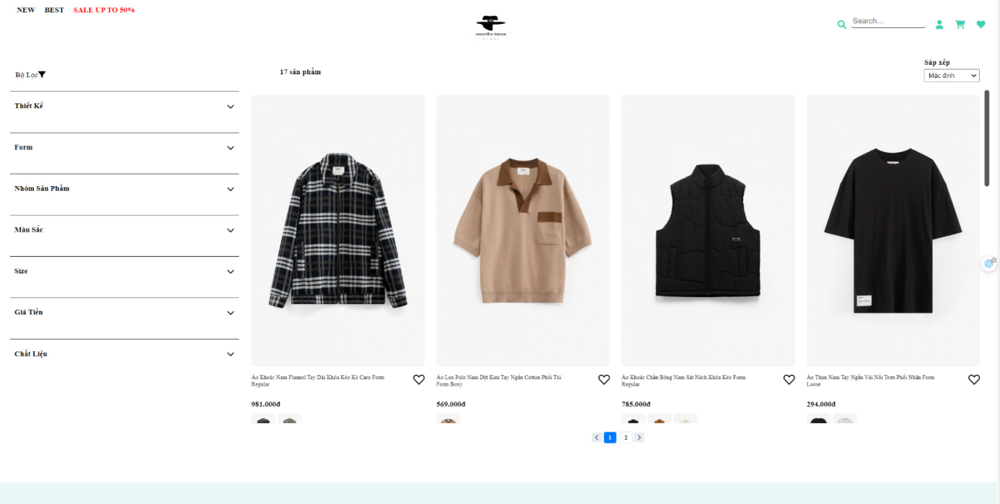 NEW BEST SALE UP TO 50%
NGUYÊN THỊNH
STORE
Search...
Bộ Lọc
17 sản phẩm
Sắp xếp
Mặc định
Thiết Kế
Form
Nhóm Sản Phẩm
Màu Sắc
Size
Giá Tiền
Chất Liệu
Áo Khoác Nam Flannel Tay Dài Khóa Kéo Kẻ Caro Form
Regular
981.000đ
Áo Len Polo Nam Dệt Kim Tay Ngắn Cotton Phối Túi
Form Boxy
569.000đ
Áo Khoác Chần Bông Nam Sát Nách Khóa Kéo Form
Regular
785.000đ
Áo Thun Nam Tay Ngắn Vải Nổi Trơn Phối Nhãn Form
Loose
294.000đ
1 2